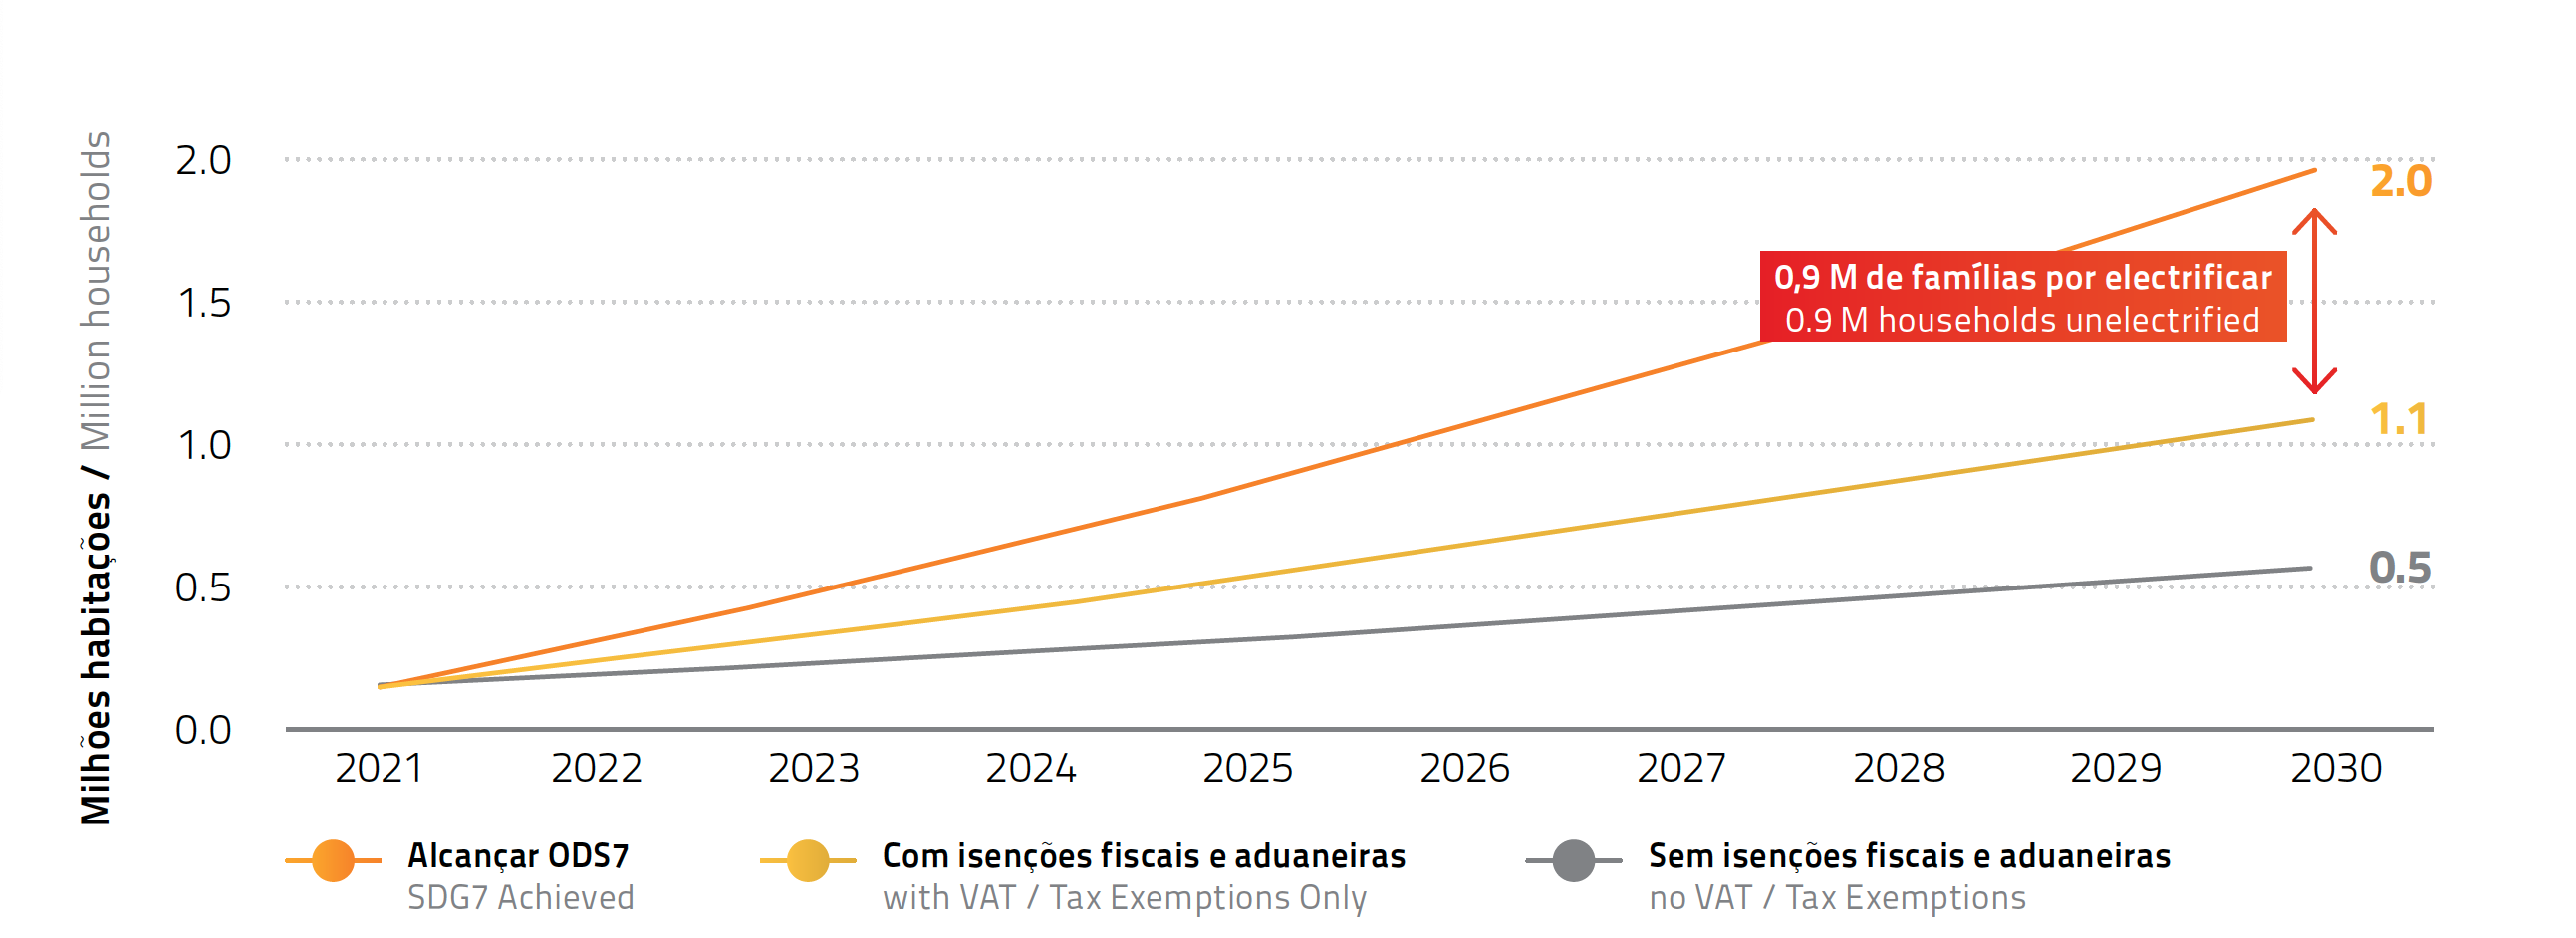 Milhões habitações / Million households
2.0
1.5
1.0
0.5
0.0
2.0
0,9 M de famílias por electrificar
0.9 M households unelectrified
1.1
0.5
2021 2022 2023 2024 2025 2026 2027 2028 2029 2030
Alcançar ODS7
SDG7 Achieved
Com isenções fiscais e aduaneiras
with VAT / Tax Exemptions Only
Sem isenções fiscais e aduaneiras
no VAT / Tax Exemptions